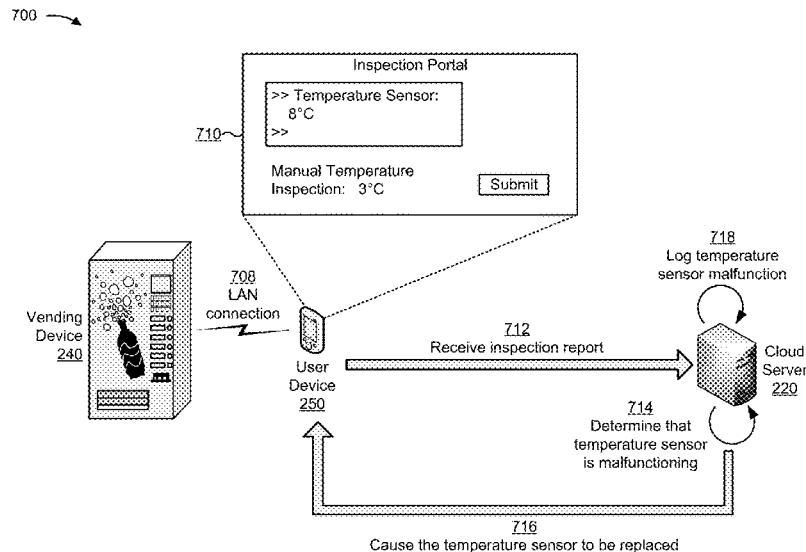 700
Inspection Portal
>> Temperature Sensor:
8°C
>>
710
Manual Temperature
Inspection: 3°C
Submit
718
Log temperature
sensor malfunction
708
LAN
connection
Vending
Device
240
712
Receive inspection report
User
Device
250
Cloud
Server
220
714
Determine that
temperature sensor
is malfunctioning
716
Cause the temperature sensor to be replaced